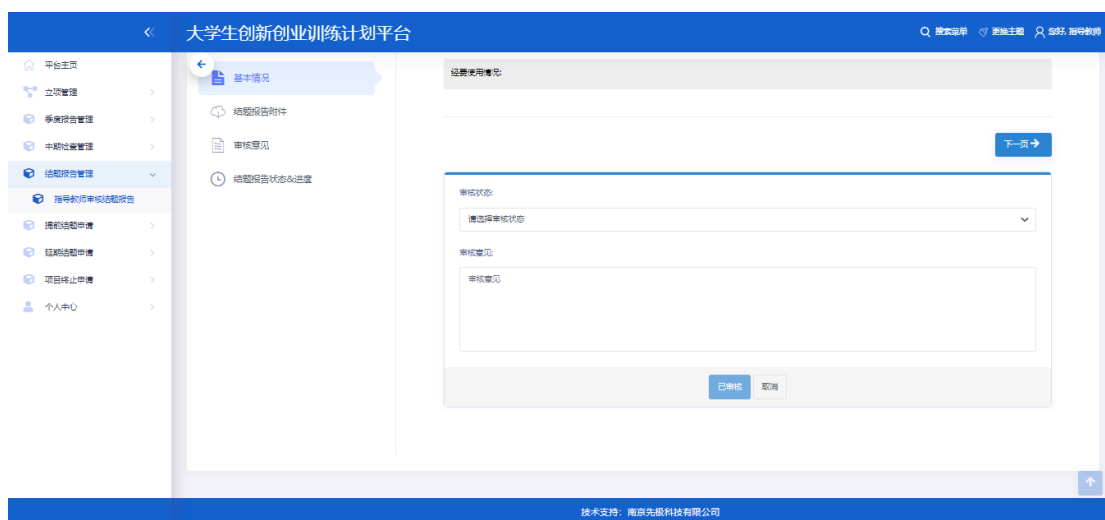 大学生创新创业训练计划平台
搜索菜单
更换主题
您好, 指导教师
平台主页
立项管理
季度报告管理
中期检查管理
结题报告管理
指导教师审核结题报告
提前结题申请
延期结题申请
项目终止申请
个人中心
基本情况
结题报告附件
审核意见
结题报告状态&进度
经费使用情况:
下一页
审核状态:
请选择审核状态
审核意见:
审核意见
已审核
取消
技术支持：南京先极科技有限公司